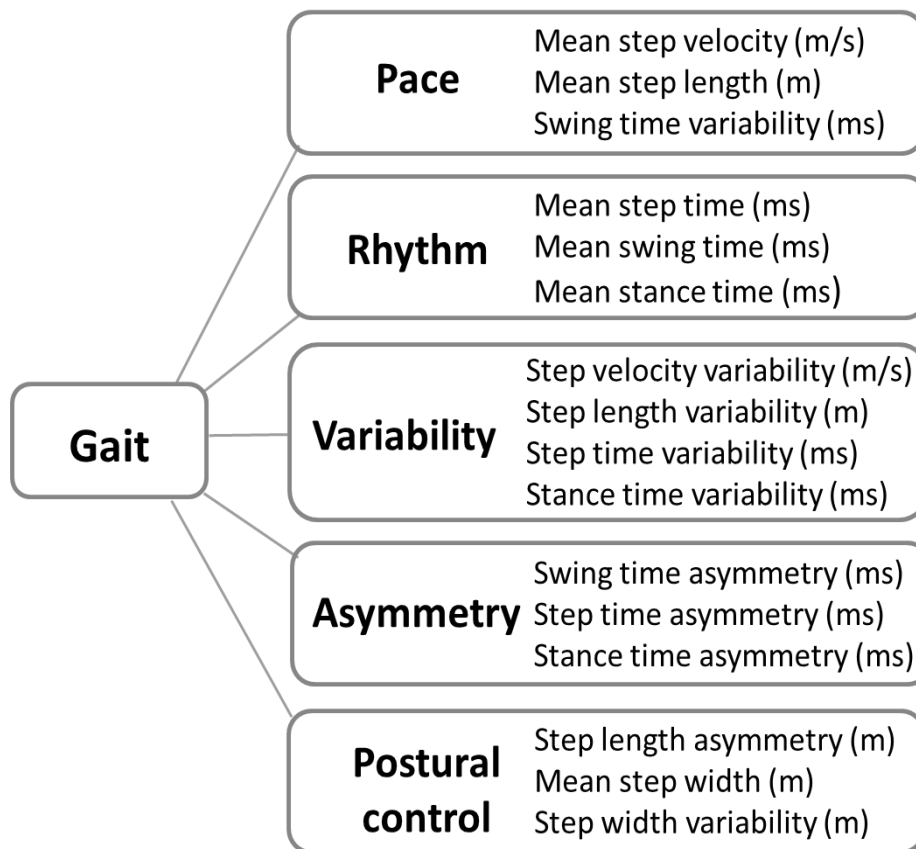 Gait
Pace
Mean step velocity (m/s)
Mean step length (m)
Swing time variability (ms)
Rhythm
Mean step time (ms)
Mean swing time (ms)
Mean stance time (ms)
Variability
Step velocity variability (m/s)
Step length variability (m)
Step time variability (ms)
Stance time variability (ms)
Asymmetry
Swing time asymmetry (ms)
Step time asymmetry (ms)
Stance time asymmetry (ms)
Postural
control
Step length asymmetry (m)
Mean step width (m)
Step width variability (m)